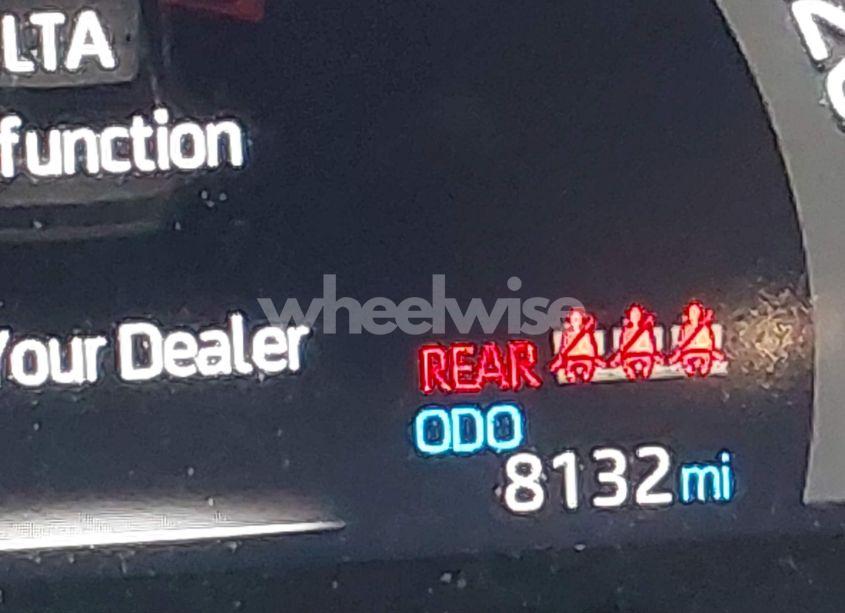 LTA
function
wheelwise
Your Dealer
REAR
ODO
8132 mi